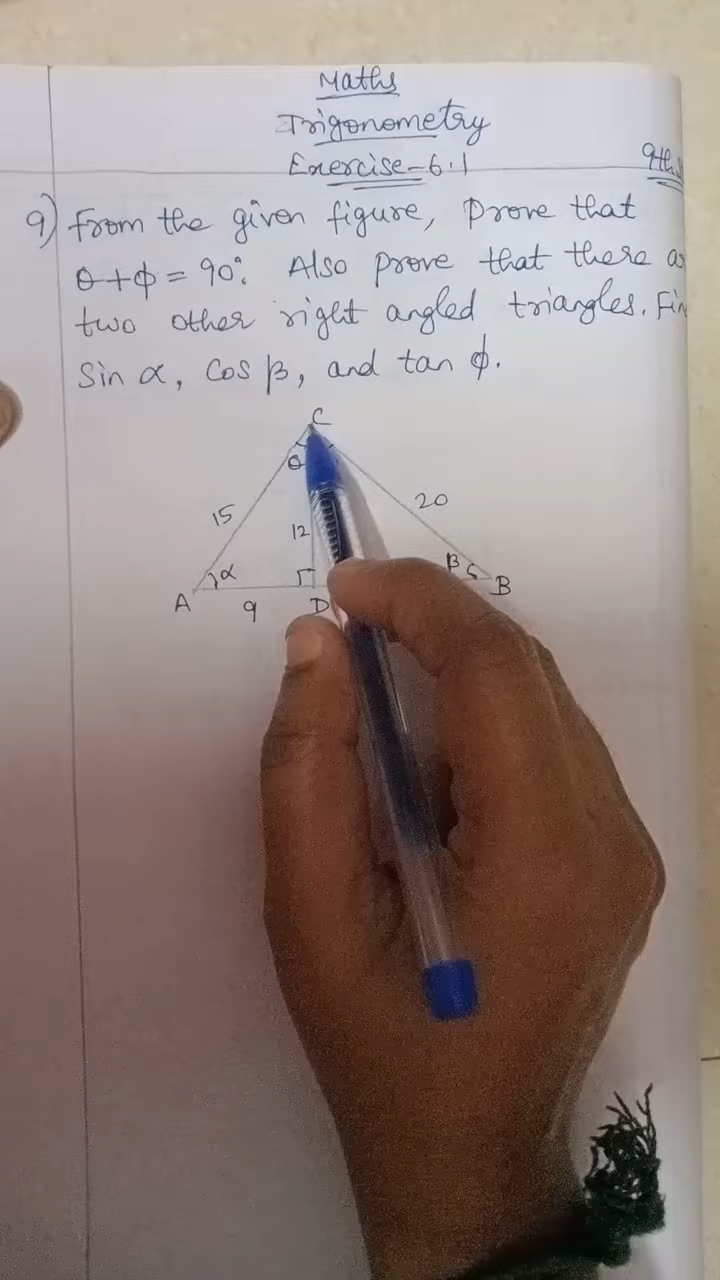 Maths
Trigonometry
Exercise-6.1
9th
9) From the given figure, Prove that
θ+ϕ = 90°. Also prove that there
two other right angled triangles.
Sin α, Cos β, and tan ϕ.
C
θ
15
20
12
α
β
A
9
D
B